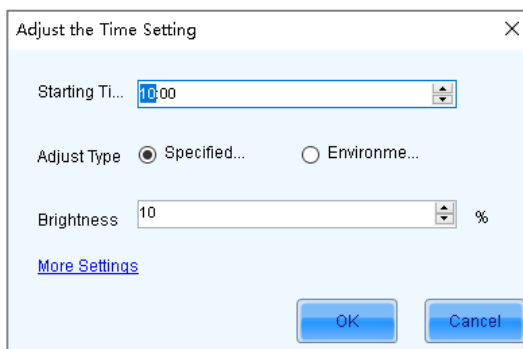 Adjust the Time Setting
Starting Ti... 10:00
Adjust Type Specified... Environme...
Brightness 10 %
More Settings
OK Cancel